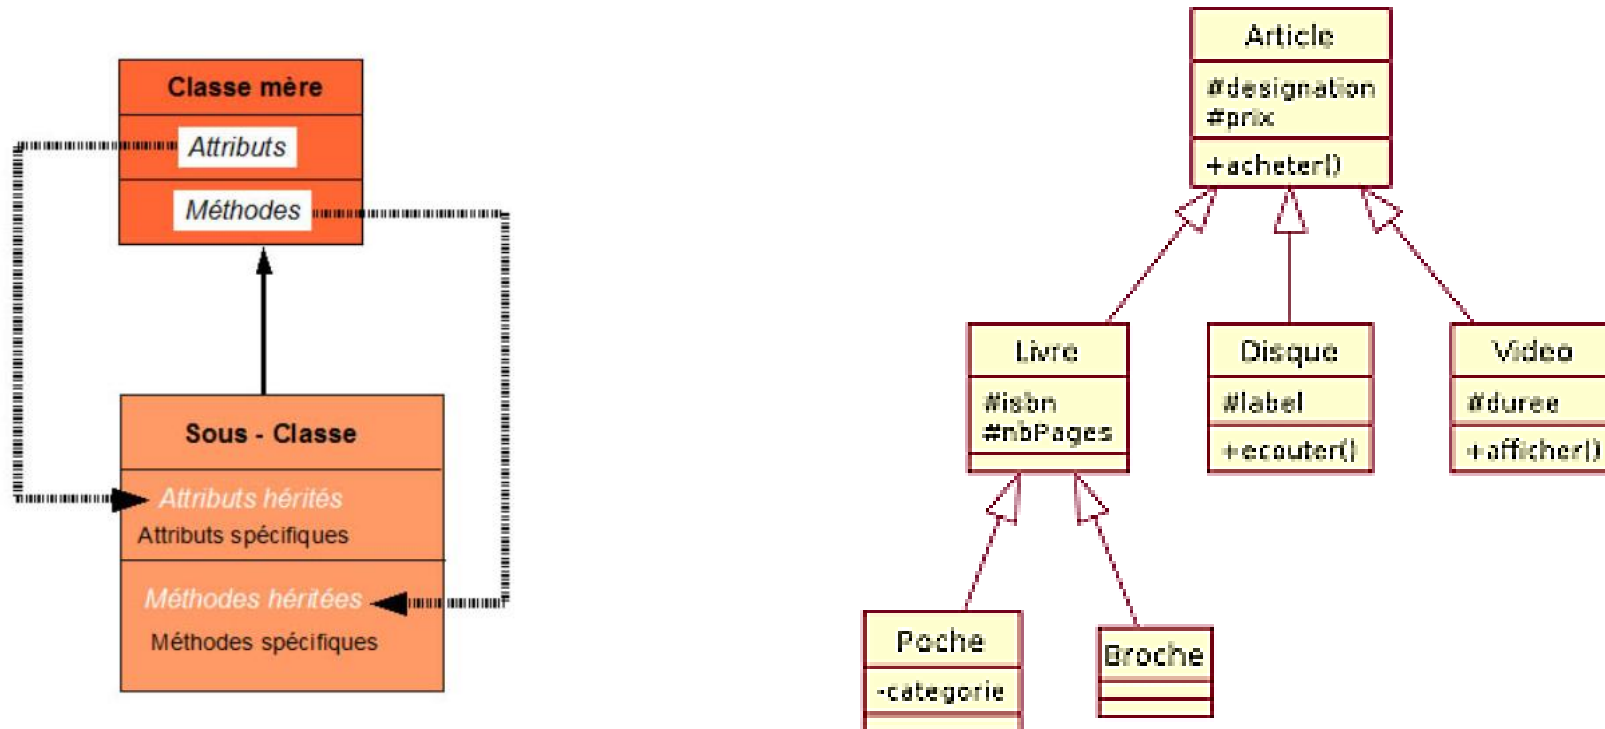 Classe mère
Attributs
Méthodes
Sous - Classe
Attributs hérités
Attributs spécifiques
Méthodes héritées
Méthodes spécifiques
Article
#designation
#prix
+acheter()
Livre
#isbn
#nbPages
Disque
#label
+ecouter()
Video
#duree
+afficher()
Poche
-categorie
Broche